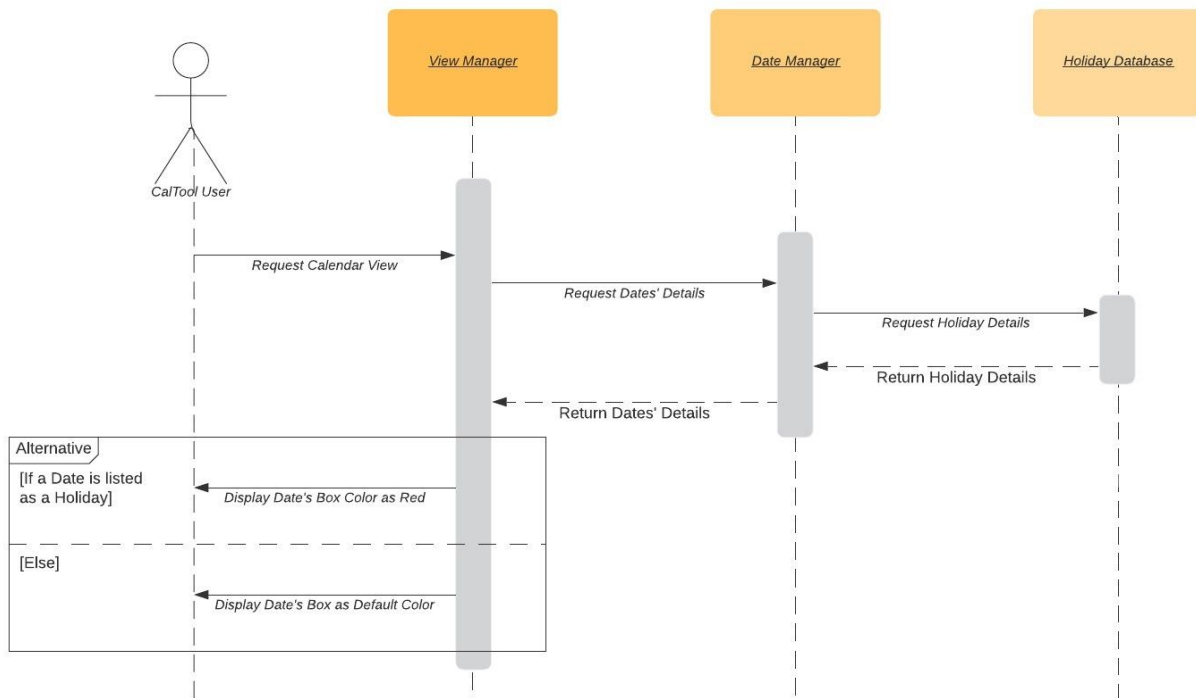 View Manager
Date Manager
Holiday Database
CalTool User
Request Calendar View
Request Dates' Details
Request Holiday Details
Return Holiday Details
Return Dates' Details
Alternative
[If a Date is listed
as a Holiday]
Display Date's Box Color as Red
[Else]
Display Date's Box as Default Color